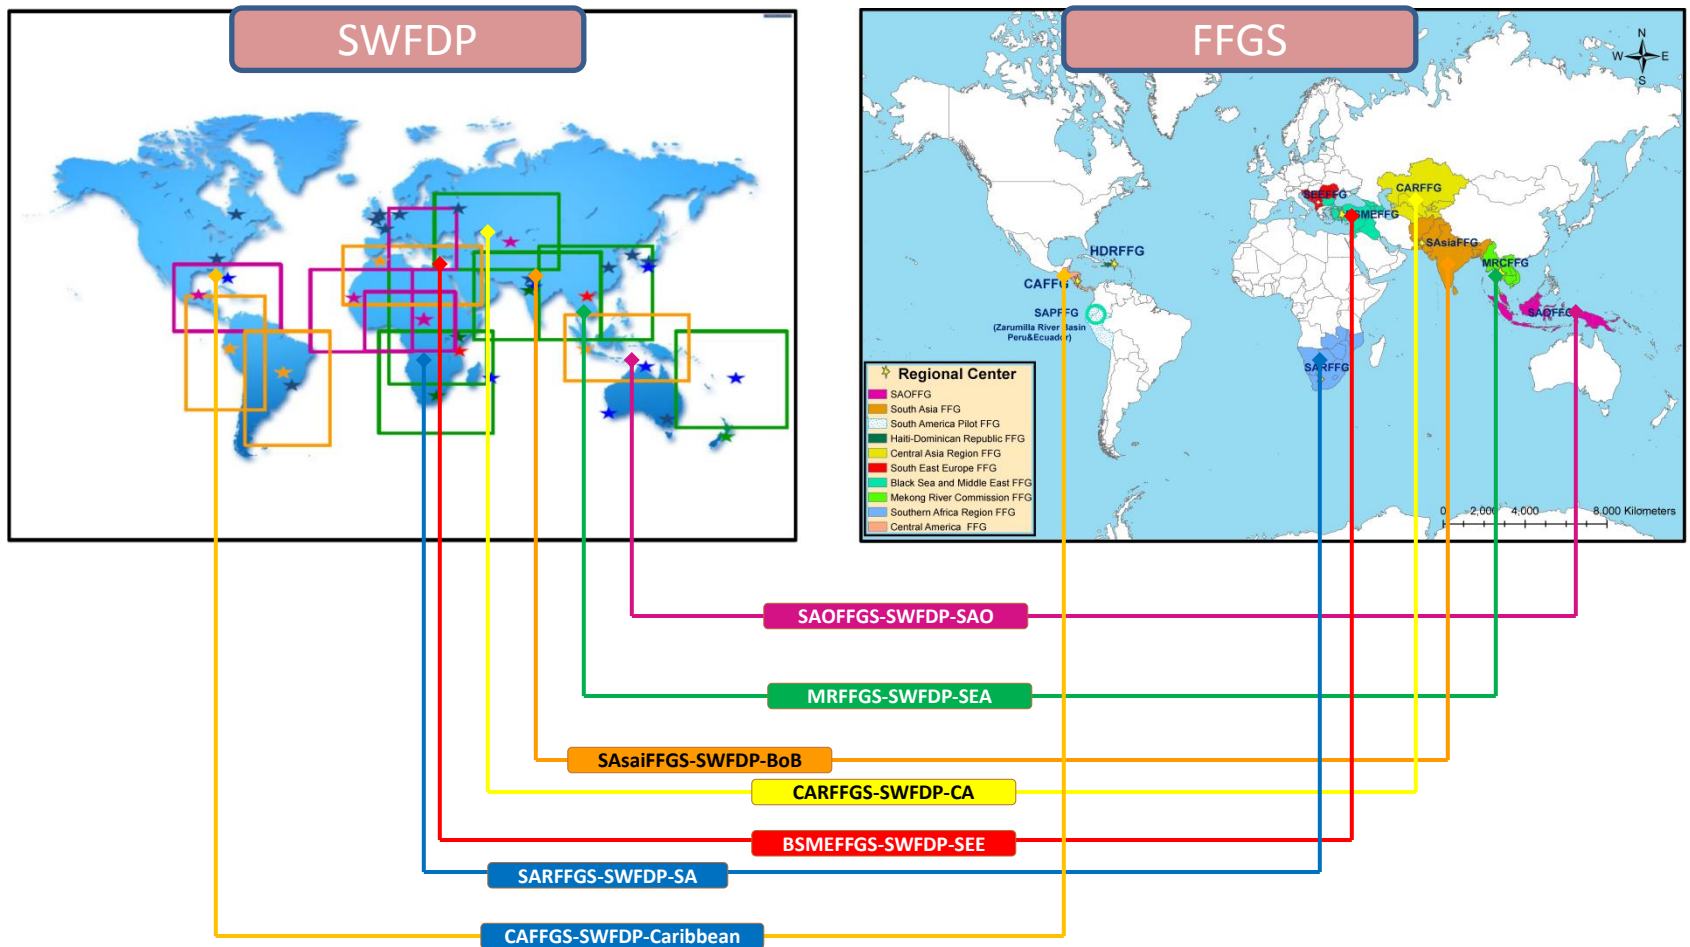 SWFDP
FFGS
N
W E
S
CARFFG
SEEFFG
SMEFFG
SAsiaFFG
HDRFFG
MRCFFG
CAFFG
SAPFFG
(Zarumilla River Basin
Peru&Ecuador)
SAOFFG
SARFFG
Regional Center
SAOFFG
South Asia FFG
South America Pilot FFG
Haiti-Dominican Republic FFG
Central Asia Region FFG
South East Europe FFG
Black Sea and Middle East FFG
Mekong River Commission FFG
Southern Africa Region FFG
Central America FFG
0 2,000 4,000 8,000 Kilometers
SAOFFGS-SWFDP-SAO
MRFFGS-SWFDP-SEA
SAsaiFFGS-SWFDP-BoB
CARFFGS-SWFDP-CA
BSMEFFGS-SWFDP-SEE
SARFFGS-SWFDP-SA
CAFFGS-SWFDP-Caribbean